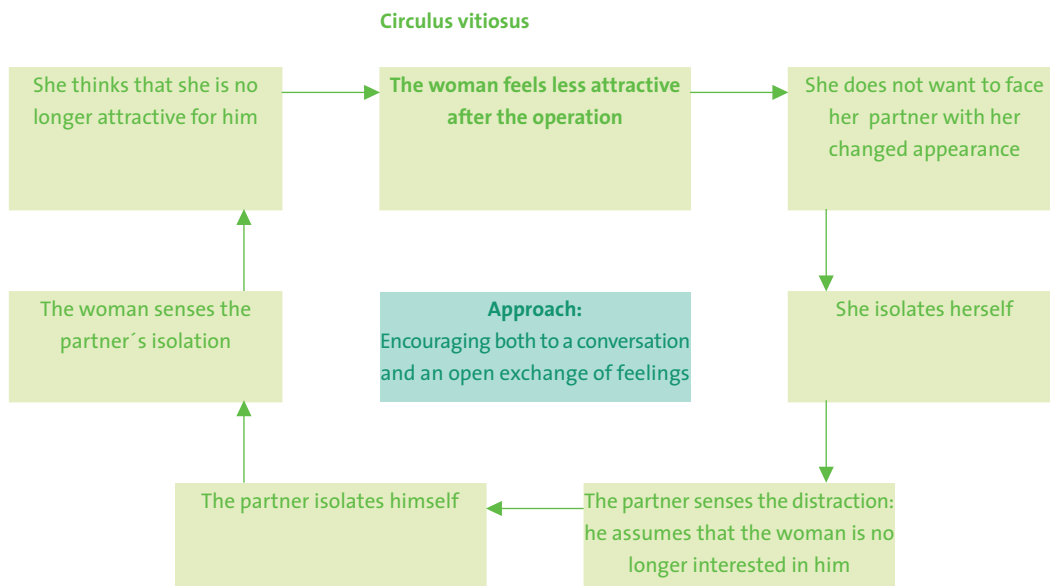 Circulus vitiosus
She thinks that she is no
longer attractive for him
The woman feels less attractive
after the operation
She does not want to face
her partner with her
changed appearance
The woman senses the
partner´s isolation
Approach:
Encouraging both to a conversation
and an open exchange of feelings
She isolates herself
The partner isolates himself
The partner senses the distraction:
he assumes that the woman is no
longer interested in him